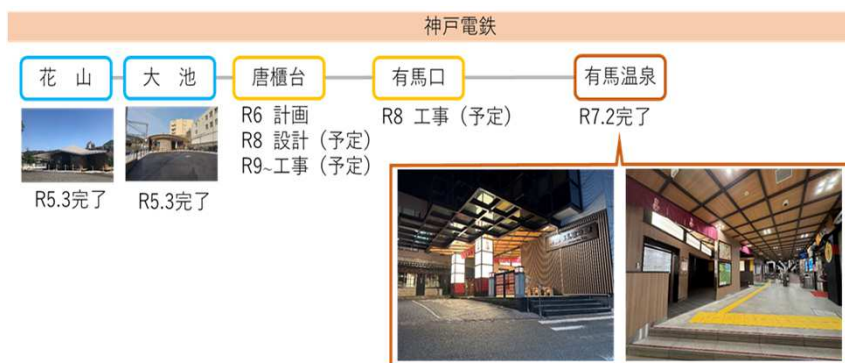 神戸電鉄
花　山
大　池
唐櫃台
有馬口
有馬温泉
R6 計画
R8 設計（予定）
R9~工事（予定）
R8 工事（予定）
R7.2完了
R5.3完了
R5.3完了